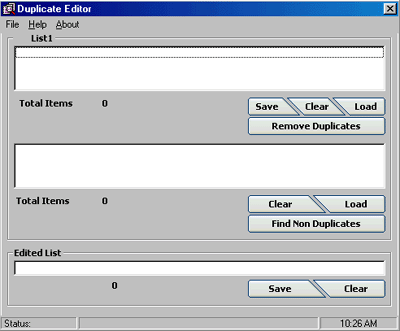 Duplicate Editor
File Help About
List1
Total Items 0
Save Clear Load
Remove Duplicates
Total Items 0
Clear Load
Find Non Duplicates
Edited List
0
Save Clear
Status: 10:26 AM